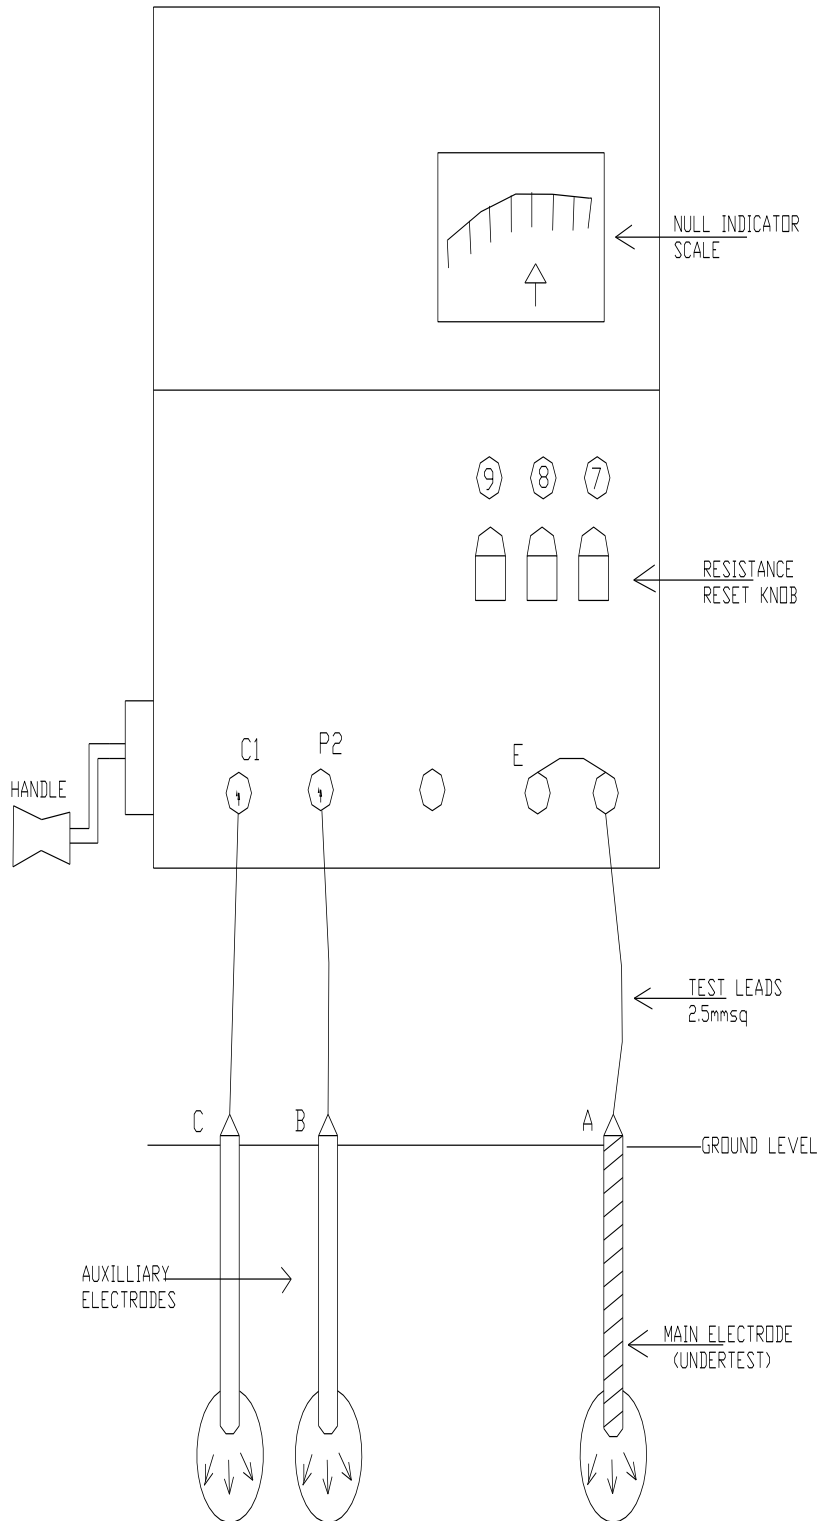 NULL INDICATOR
SCALE
9 8 7
RESISTANCE
RESET KNOB
C1 P2 E
HANDLE
TEST LEADS
2.5mmsq
C B A
GROUND LEVEL
AUXILLIARY
ELECTRODES
MAIN ELECTRODE
(UNDERTEST)